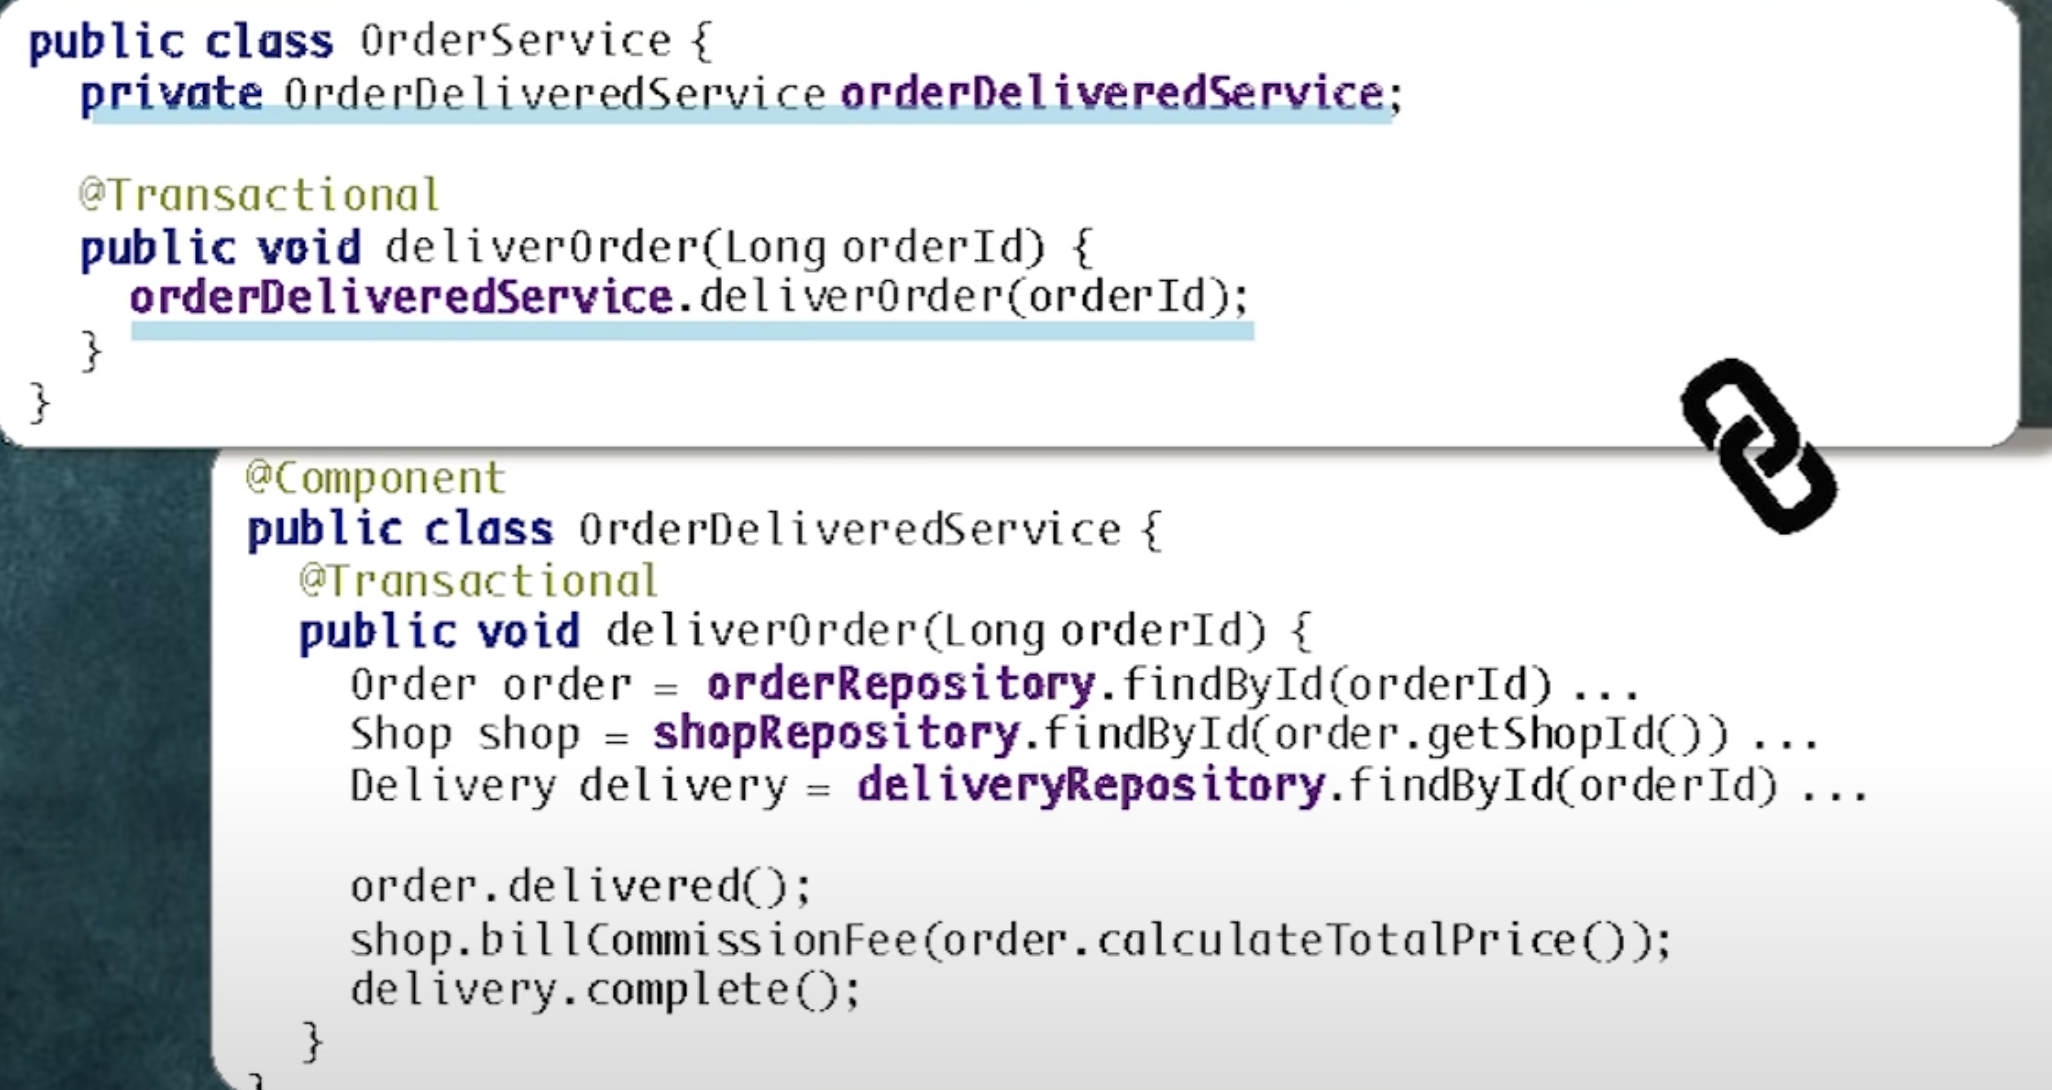 public class OrderService {
private OrderDeliveredService orderDeliveredService;
@Transactional
public void deliverOrder(Long orderId) {
orderDeliveredService.deliverOrder(orderId);
}
}
@Component
public class OrderDeliveredService {
@Transactional
public void deliverOrder(Long orderId) {
Order order = orderRepository.findById(orderId) ...
Shop shop = shopRepository.findById(order.getShopId()) ...
Delivery delivery = deliveryRepository.findById(orderId) ...
order.delivered();
shop.billCommissionFee(order.calculateTotalPrice());
delivery.complete();
}
}